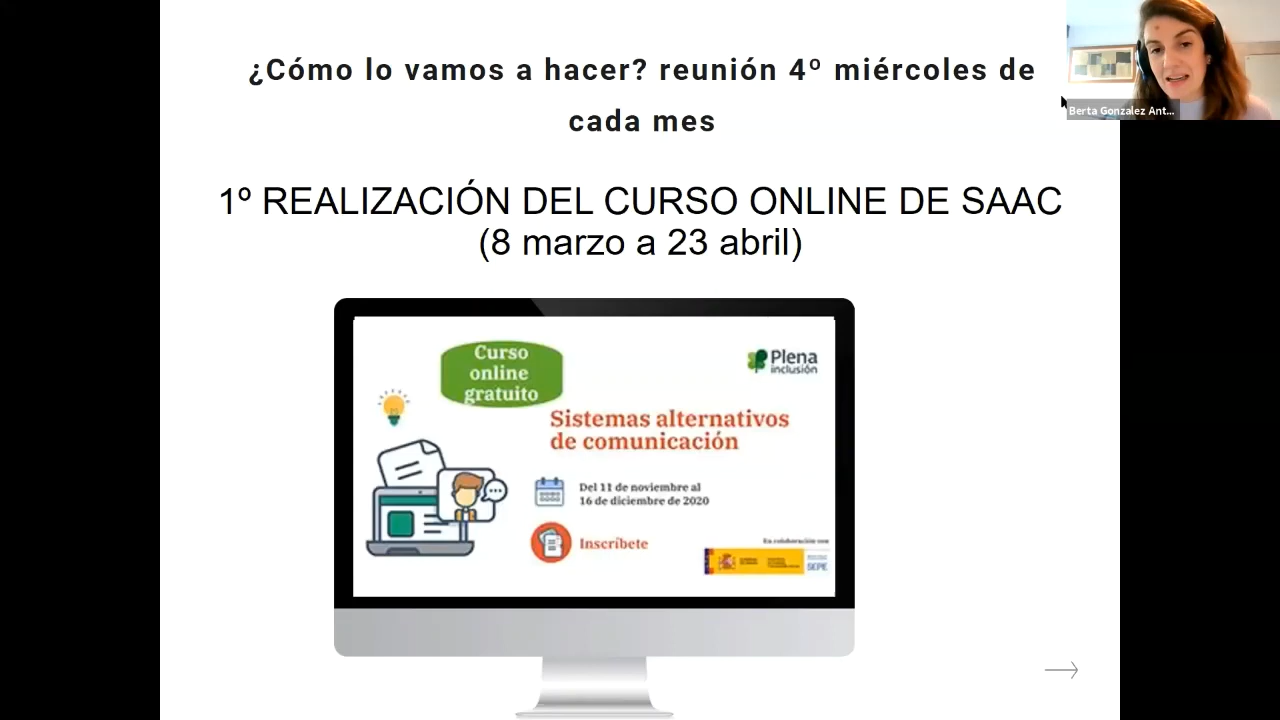 ¿Cómo lo vamos a hacer? reunión 4º miércoles de
cada mes
Berta Gonzalez Ant...
1º REALIZACIÓN DEL CURSO ONLINE DE SAAC
(8 marzo a 23 abril)
Curso
online
gratuito
Plena
inclusión
Sistemas alternativos
de comunicación
Del 11 de noviembre al
16 de diciembre de 2020
Inscríbete
En colaboración con
SEPE